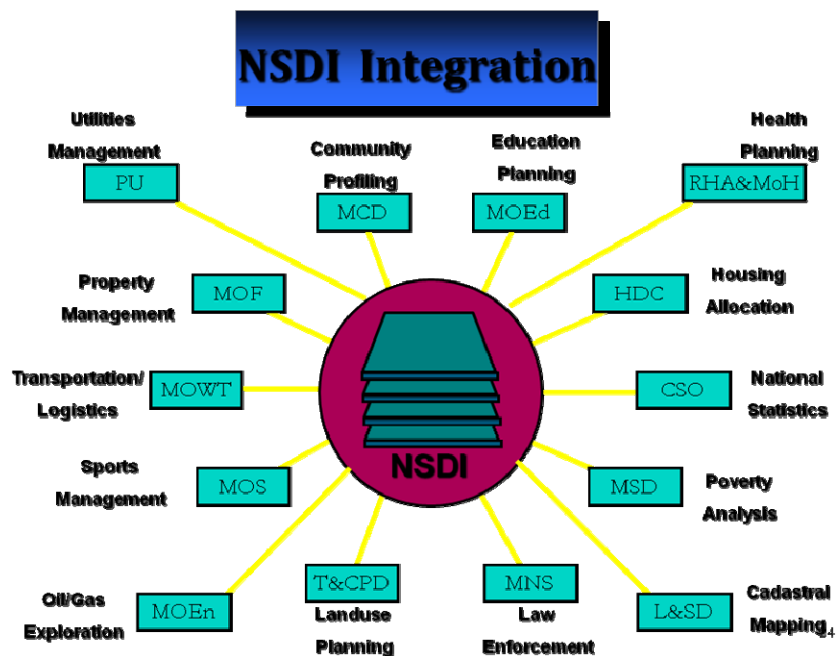 NSDI Integration
Utilities
Management
PU
Community
Profiling
MCD
Education
Planning
MOEd
Health
Planning
RHA&MoH
Property
Management
MOF
HDC
Housing
Allocation
Transportation/
Logistics
MOWT
CSO
National
Statistics
NSDI
Sports
Management
MOS
MSD
Poverty
Analysis
Oil/Gas
Exploration
MOEn
T&CPD
Landuse
Planning
MNS
Law
Enforcement
L&SD
Cadastral
Mapping
4